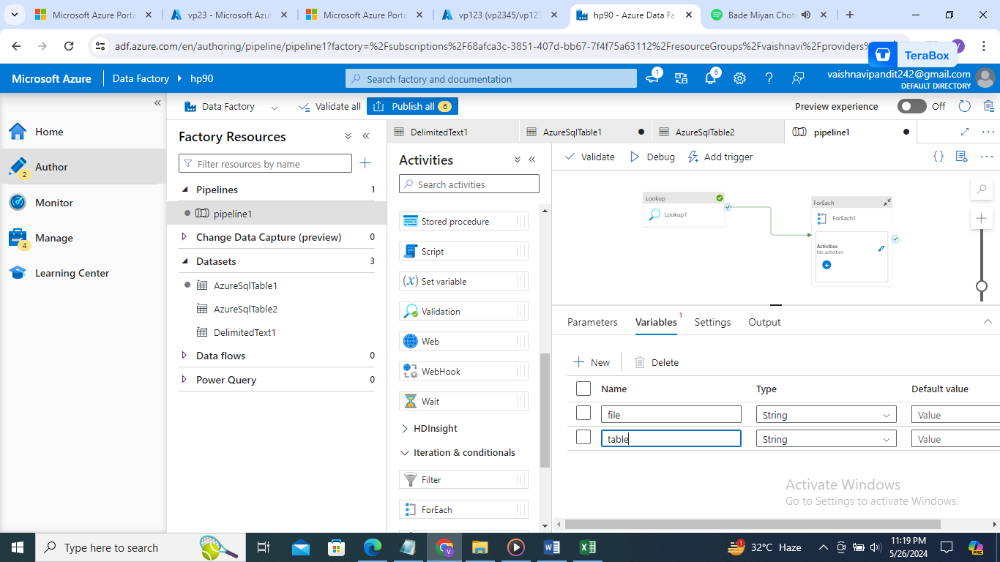 Microsoft Azure Porta
vp23 - Microsoft Azur
Microsoft Azure Porta
vp123 (vp2345/vp123
hp90 - Azure Data Fa
Bade Miyan Chot
adf.azure.com/en/authoring/pipeline/pipeline1?factory=%2Fsubscriptions%2F68afca3c-3851-407d-bb67-7f4f75a63112%2FresourceGroups%2Fvaishnavi%2Fproviders%
TeraBox
V
Microsoft Azure
Data Factory
hp90
Search factory and documentation
1
6
vaishnavipandit242@gmail.com
DEFAULT DIRECTORY
Home
Author
2
Monitor
Manage
4
Learning Center
Data Factory
Validate all
Publish all 6
Preview experience
Off
Factory Resources
Filter resources by name
Pipelines 1
pipeline1
Change Data Capture (preview) 0
Datasets 3
AzureSqlTable1
AzureSqlTable2
DelimitedText1
Data flows 0
Power Query 0
DelimitedText1
AzureSqlTable1
AzureSqlTable2
pipeline1
Activities
Search activities
Stored procedure
Script
(x) Set variable
Validation
Web
WebHook
Wait
HDInsight
Iteration & conditionals
Filter
ForEach
Validate
Debug
Add trigger
{}
Lookup
Lookup1
ForEach
ForEach1
Activities
No activities
Parameters
Variables 1
Settings
Output
New
Delete
Name Type Default value
file String Value
table String Value
Activate Windows
Go to Settings to activate Windows.
Type here to search
1
32°C Haze
11:19 PM
5/26/2024
PRE